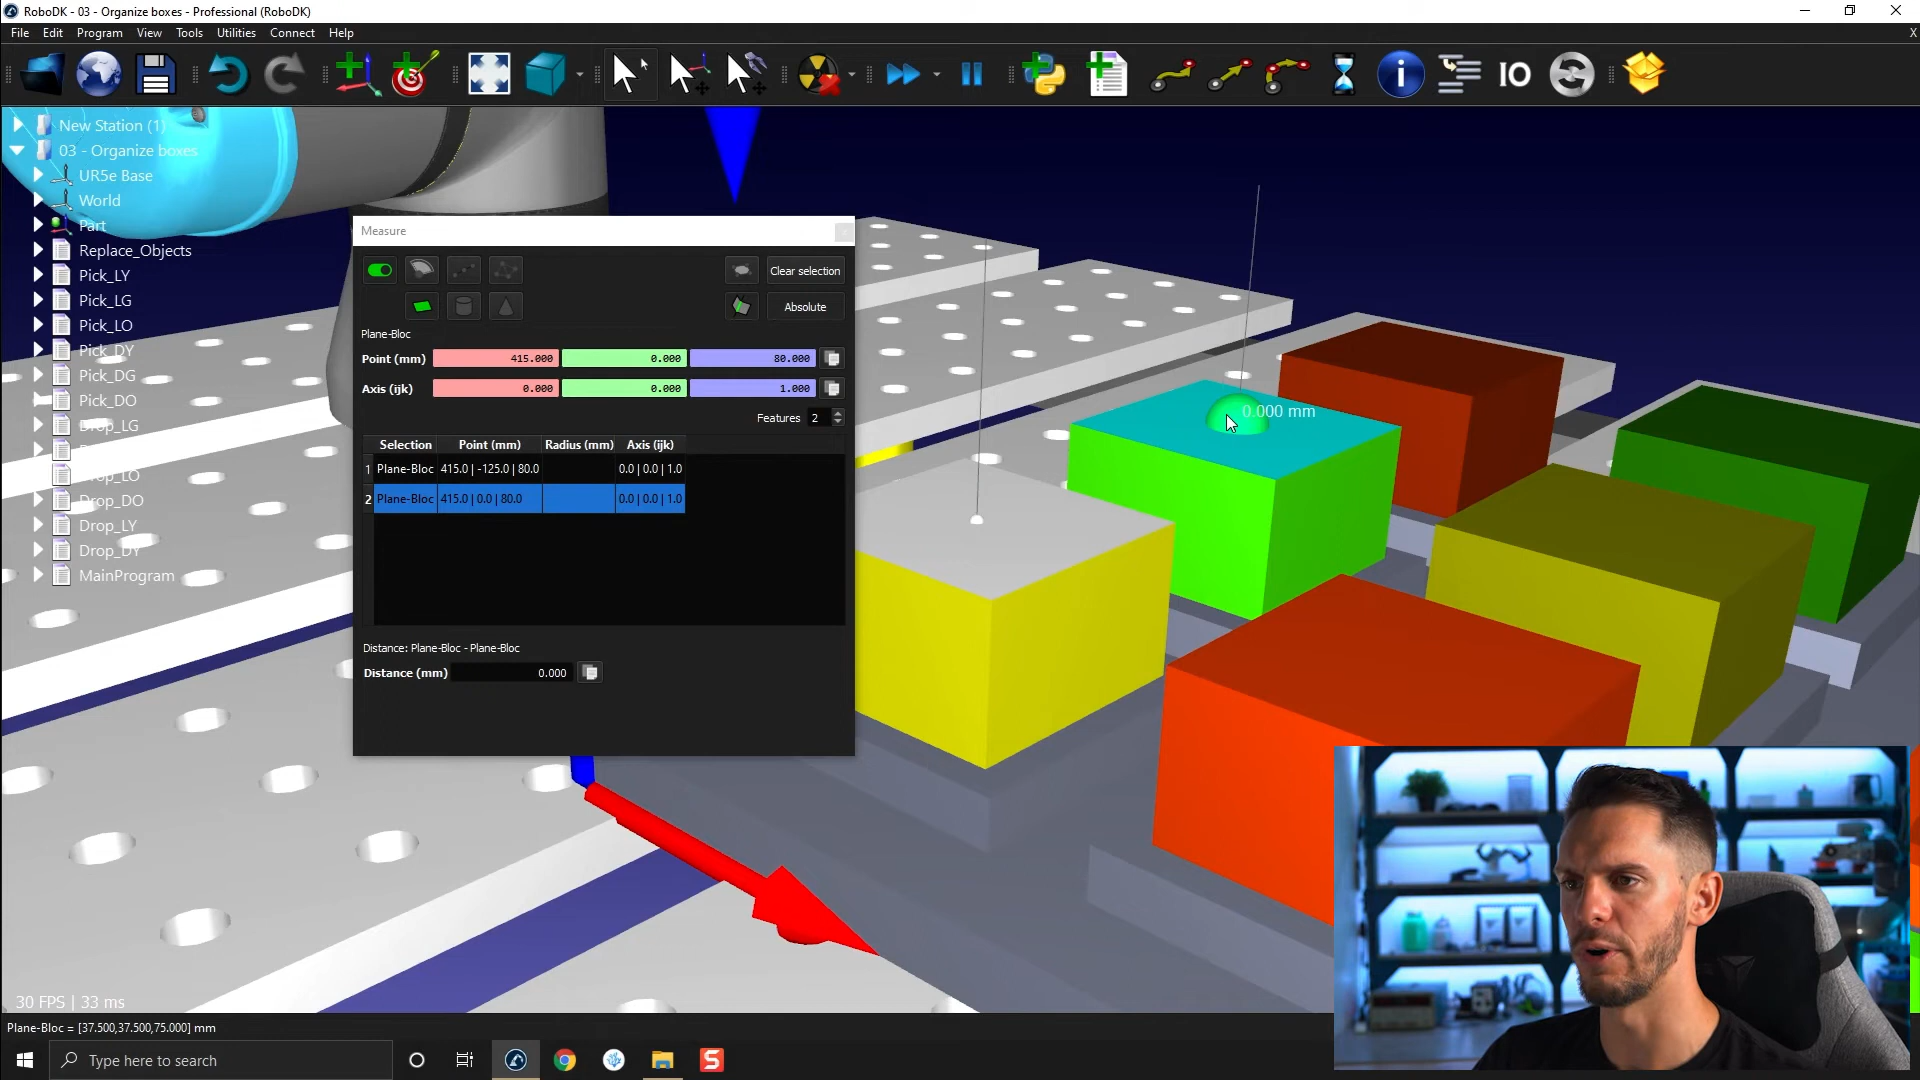 RoboDK - 03 - Organize boxes - Professional (RoboDK)
File Edit Program View Tools Utilities Connect Help
X
IO
New Station (1)
03 - Organize boxes
UR5e Base
World
Part
Replace_Objects
Pick_LY
Pick_LG
Pick_LO
Pick_DY
Pick_DG
Pick_DO
Drop_LG
Drop_LO
Drop_DO
Drop_LY
Drop_DY
MainProgram
Measure
Clear selection
Absolute
Plane-Bloc
Point (mm) 415.000 0.000 80.000
Axis (ijk) 0.000 0.000 1.000
Features 2
Selection Point (mm) Radius (mm) Axis (ijk)
1 Plane-Bloc 415.0 | -125.0 | 80.0 0.0 | 0.0 | 1.0
2 Plane-Bloc 415.0 | 0.0 | 80.0 0.0 | 0.0 | 1.0
Distance: Plane-Bloc - Plane-Bloc
Distance (mm) 0.000
0.000 mm
30 FPS | 33 ms
Plane-Bloc = [37.500,37.500,75.000] mm
Type here to search
S